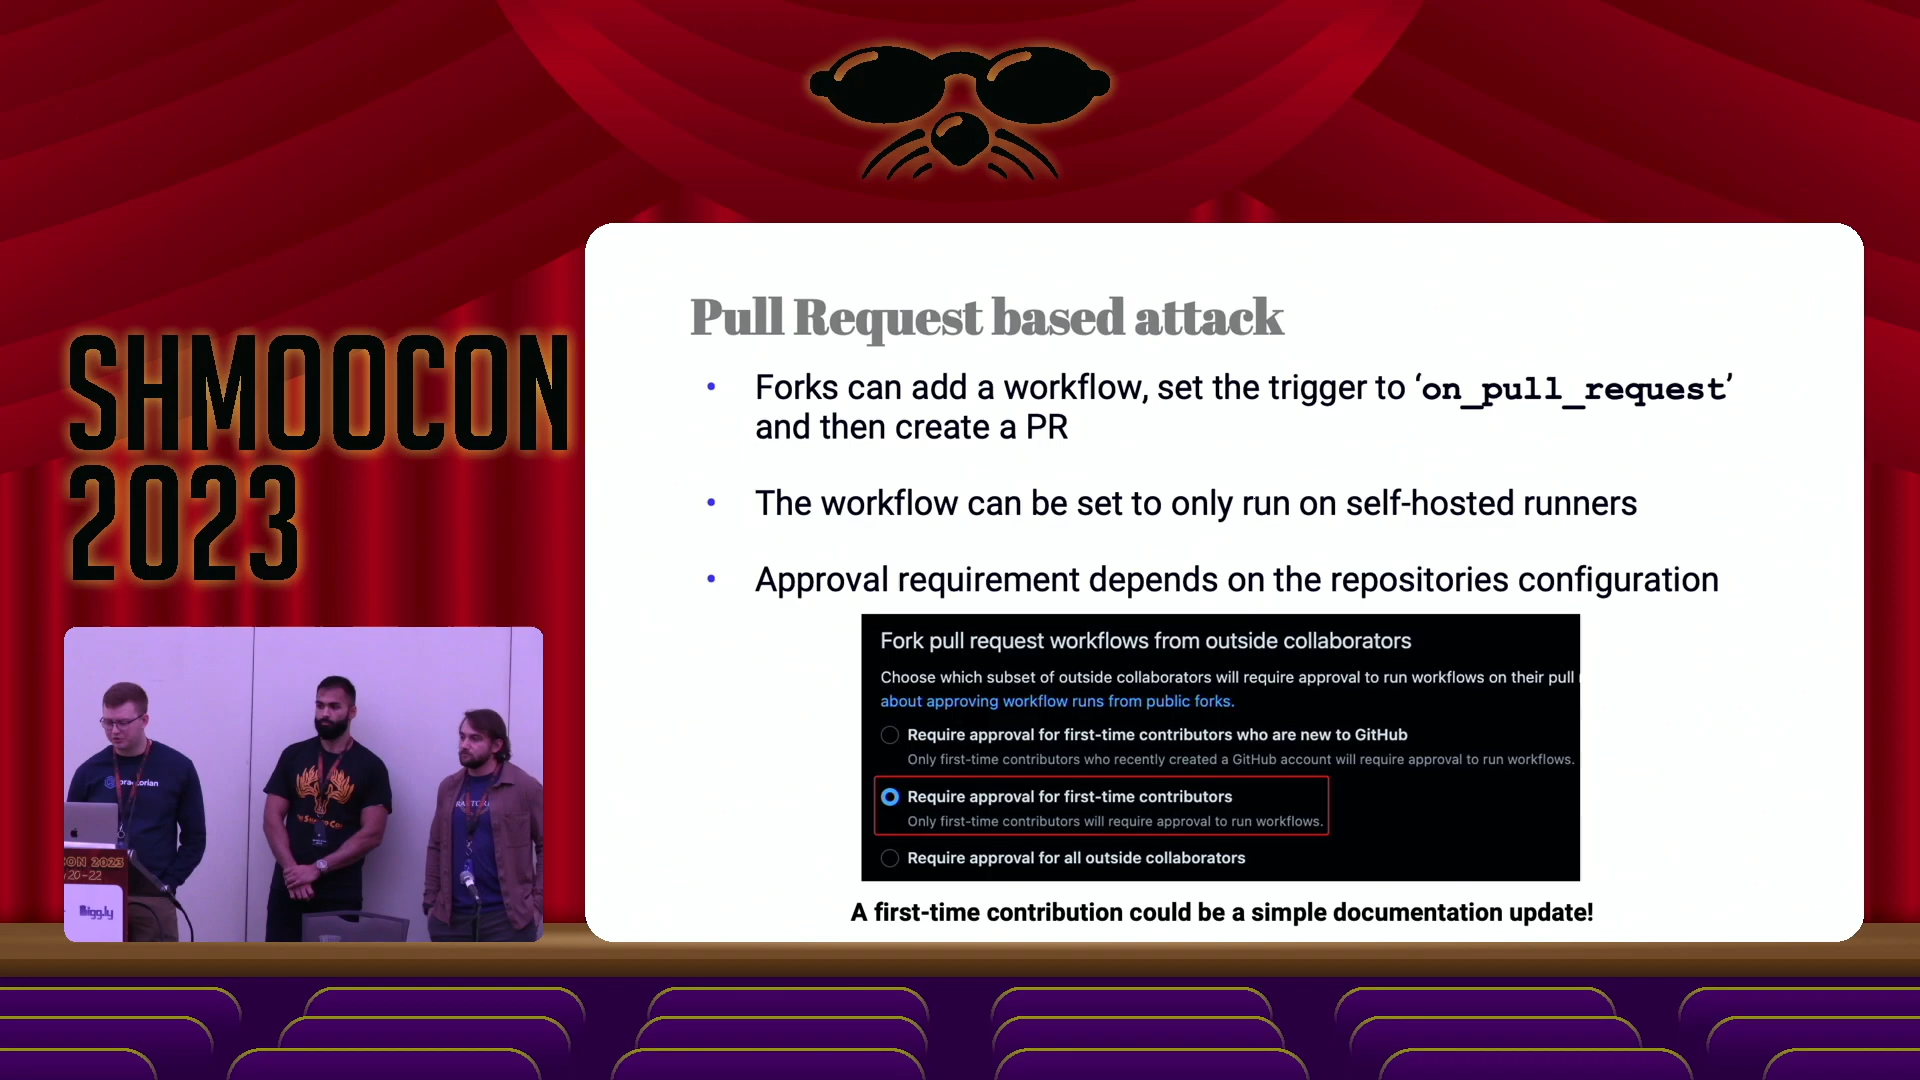 SHMOOCON
2023
Pull Request based attack
• Forks can add a workflow, set the trigger to ‘on_pull_request’
and then create a PR
• The workflow can be set to only run on self-hosted runners
• Approval requirement depends on the repositories configuration
Fork pull request workflows from outside collaborators
Choose which subset of outside collaborators will require approval to run workflows on their pull
about approving workflow runs from public forks.
Require approval for first-time contributors who are new to GitHub
Only first-time contributors who recently created a GitHub account will require approval to run workflows.
Require approval for first-time contributors
Only first-time contributors will require approval to run workflows.
Require approval for all outside collaborators
A first-time contribution could be a simple documentation update!
praetorian
CON 2023
20-22